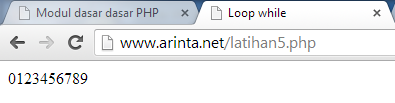 Modul dasar dasar PHP
Loop while
www.arinta.net/latihan5.php
0123456789